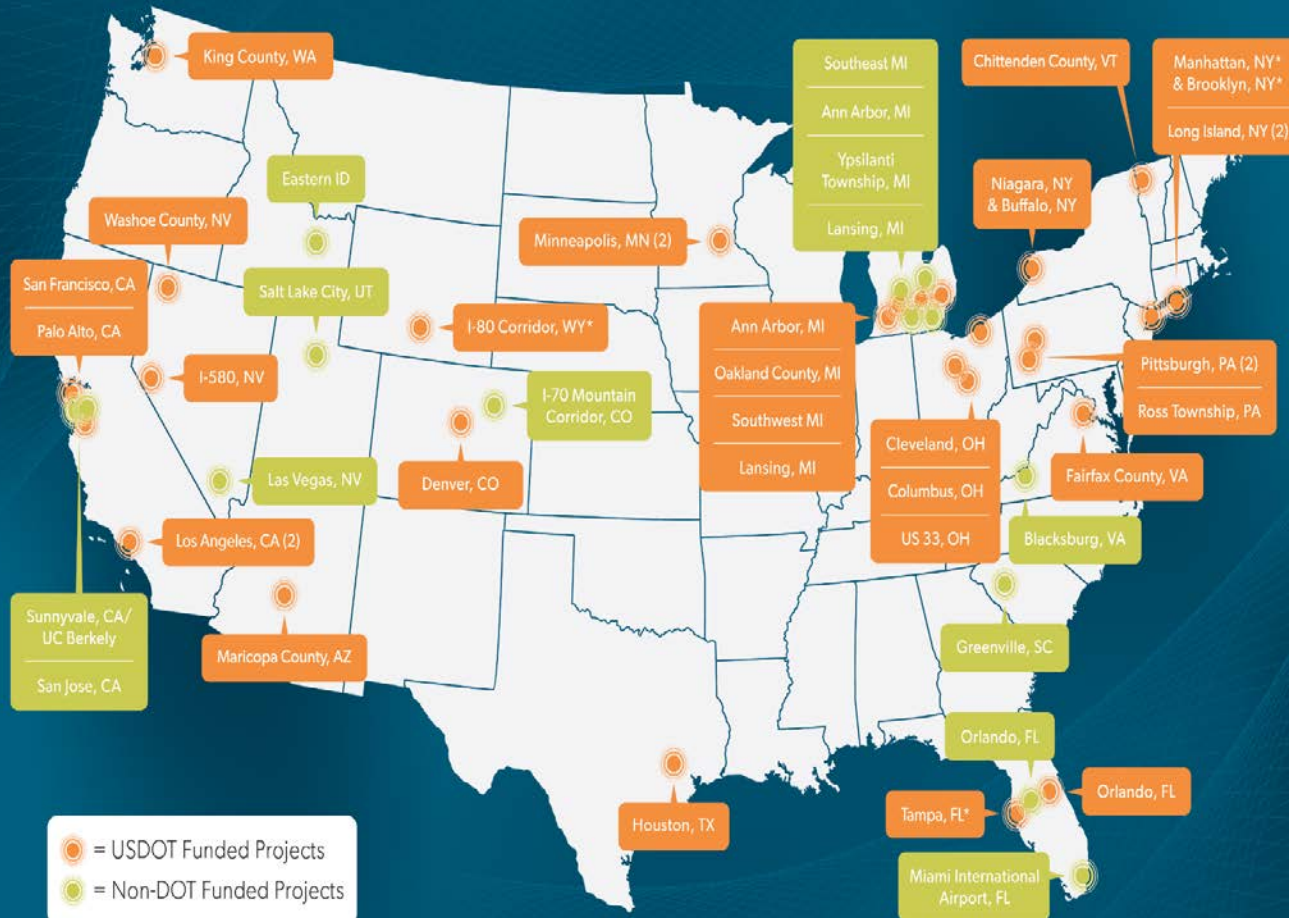 King County, WA
Southeast MI
Ann Arbor, MI
Ypsilanti
Township, MI
Lansing, MI
Chittenden County, VT
Manhattan, NY*
& Brooklyn, NY*
Long Island, NY (2)
Eastern ID
Niagara, NY
& Buffalo, NY
Washoe County, NV
Minneapolis, MN (2)
San Francisco, CA
Palo Alto, CA
Salt Lake City, UT
I-80 Corridor, WY*
Ann Arbor, MI
Oakland County, MI
Southwest MI
Lansing, MI
Pittsburgh, PA (2)
Ross Township, PA
I-580, NV
I-70 Mountain
Corridor, CO
Cleveland, OH
Columbus, OH
US 33, OH
Las Vegas, NV
Denver, CO
Fairfax County, VA
Los Angeles, CA (2)
Blacksburg, VA
Sunnyvale, CA/
UC Berkely
San Jose, CA
Maricopa County, AZ
Greenville, SC
Orlando, FL
Houston, TX
Tampa, FL*
Orlando, FL
Miami International
Airport, FL
= USDOT Funded Projects
= Non-DOT Funded Projects